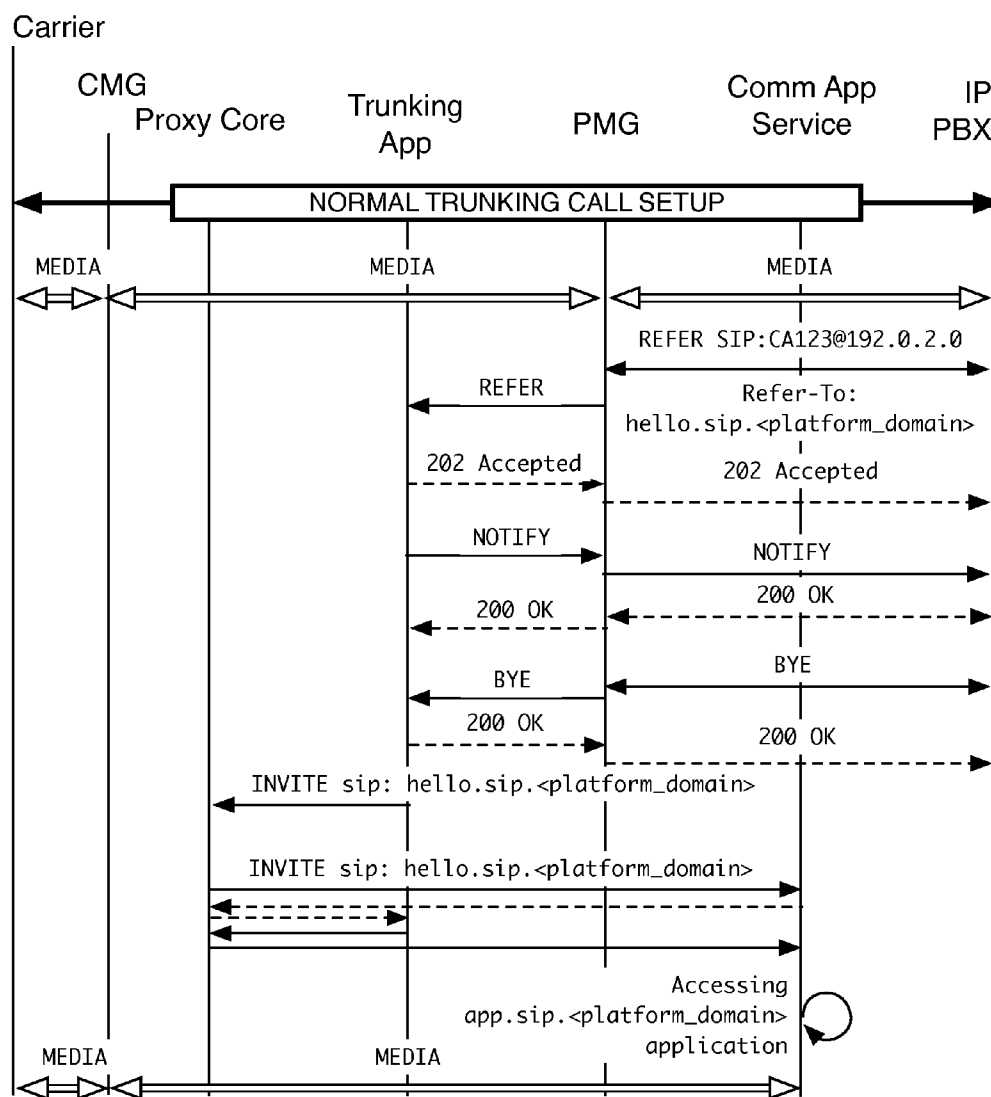 Carrier
CMG
Proxy Core
Trunking
App
PMG
Comm App
Service
IP
PBX
NORMAL TRUNKING CALL SETUP
MEDIA
MEDIA
MEDIA
REFER SIP:CA123@192.0.2.0
REFER
Refer-To:
hello.sip.<platform_domain>
202 Accepted
202 Accepted
NOTIFY
NOTIFY
200 OK
200 OK
BYE
BYE
200 OK
200 OK
INVITE sip: hello.sip.<platform_domain>
INVITE sip: hello.sip.<platform_domain>
Accessing
app.sip.<platform_domain>
application
MEDIA
MEDIA